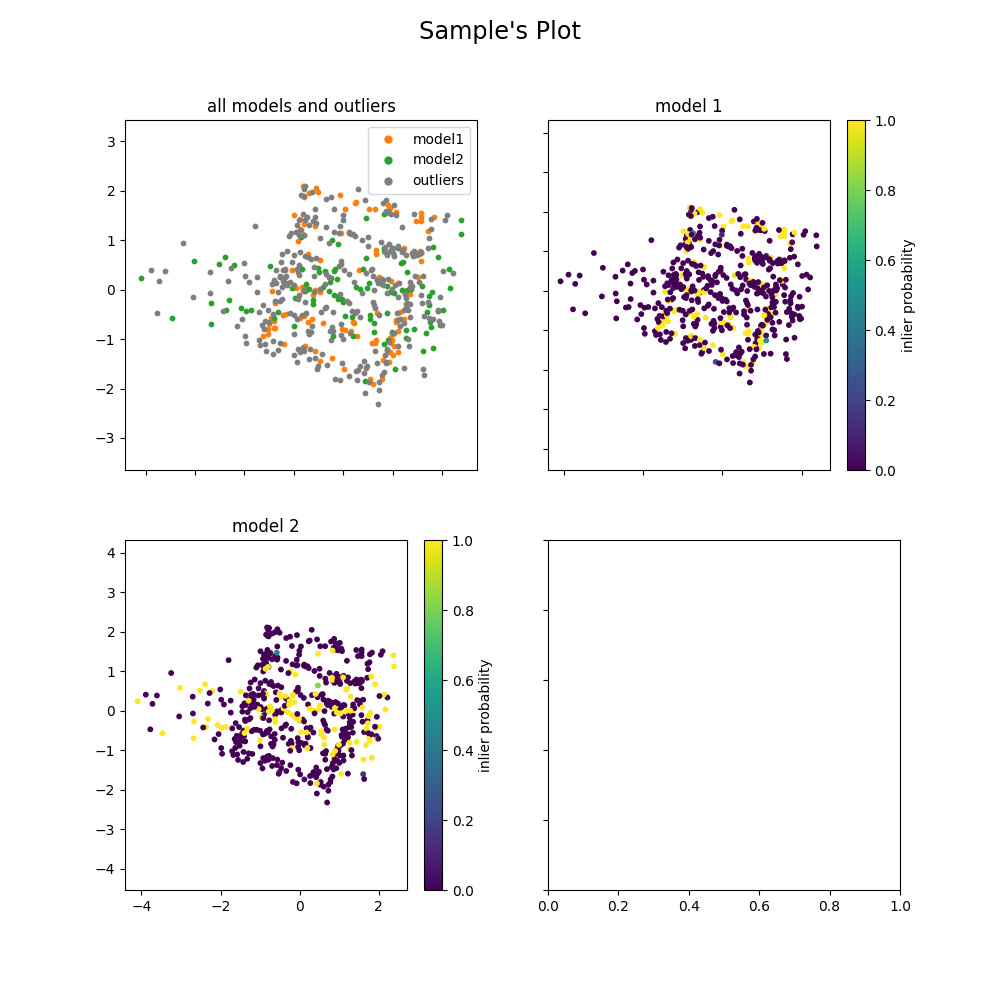 Sample's Plot
all models and outliers
3
2
1
0
−1
−2
−3
model1
model2
outliers
model 1
1.0
0.8
0.6
0.4
0.2
0.0
inlier probability
model 2
4
3
2
1
0
−1
−2
−3
−4
−4 −2 0 2
1.0
0.8
0.6
0.4
0.2
0.0
inlier probability
0.0 0.2 0.4 0.6 0.8 1.0